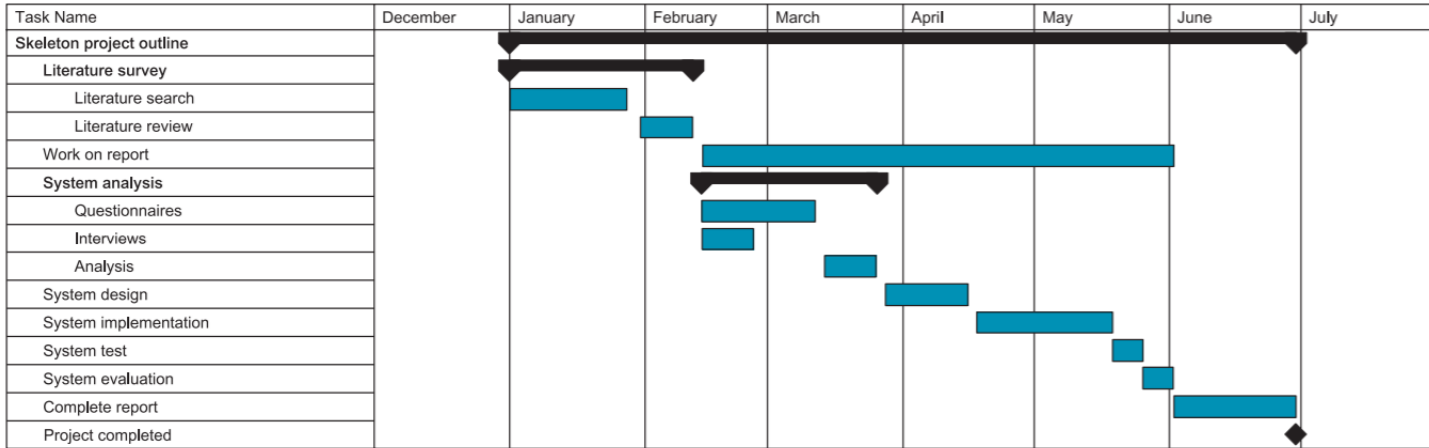 Task Name December January February March April May June July
Skeleton project outline
Literature survey
Literature search
Literature review
Work on report
System analysis
Questionnaires
Interviews
Analysis
System design
System implementation
System test
System evaluation
Complete report
Project completed